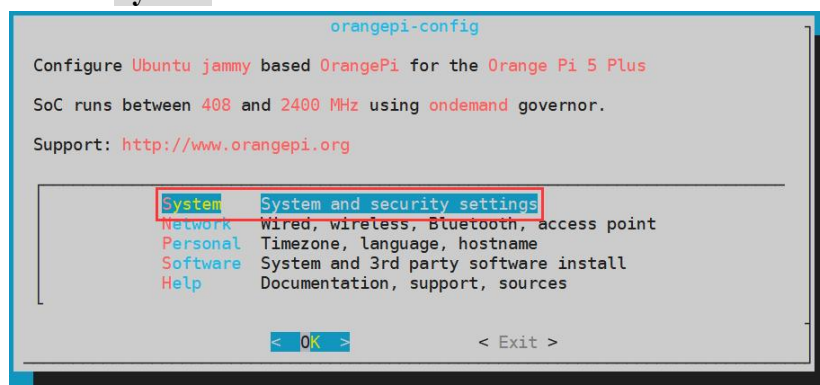 orangepi-config
Configure Ubuntu jammy based OrangePi for the Orange Pi 5 Plus
SoC runs between 408 and 2400 MHz using ondemand governor.
Support: http://www.orangepi.org
System System and security settings
Network Wired, wireless, Bluetooth, access point
Personal Timezone, language, hostname
Software System and 3rd party software install
Help Documentation, support, sources
< OK > < Exit >